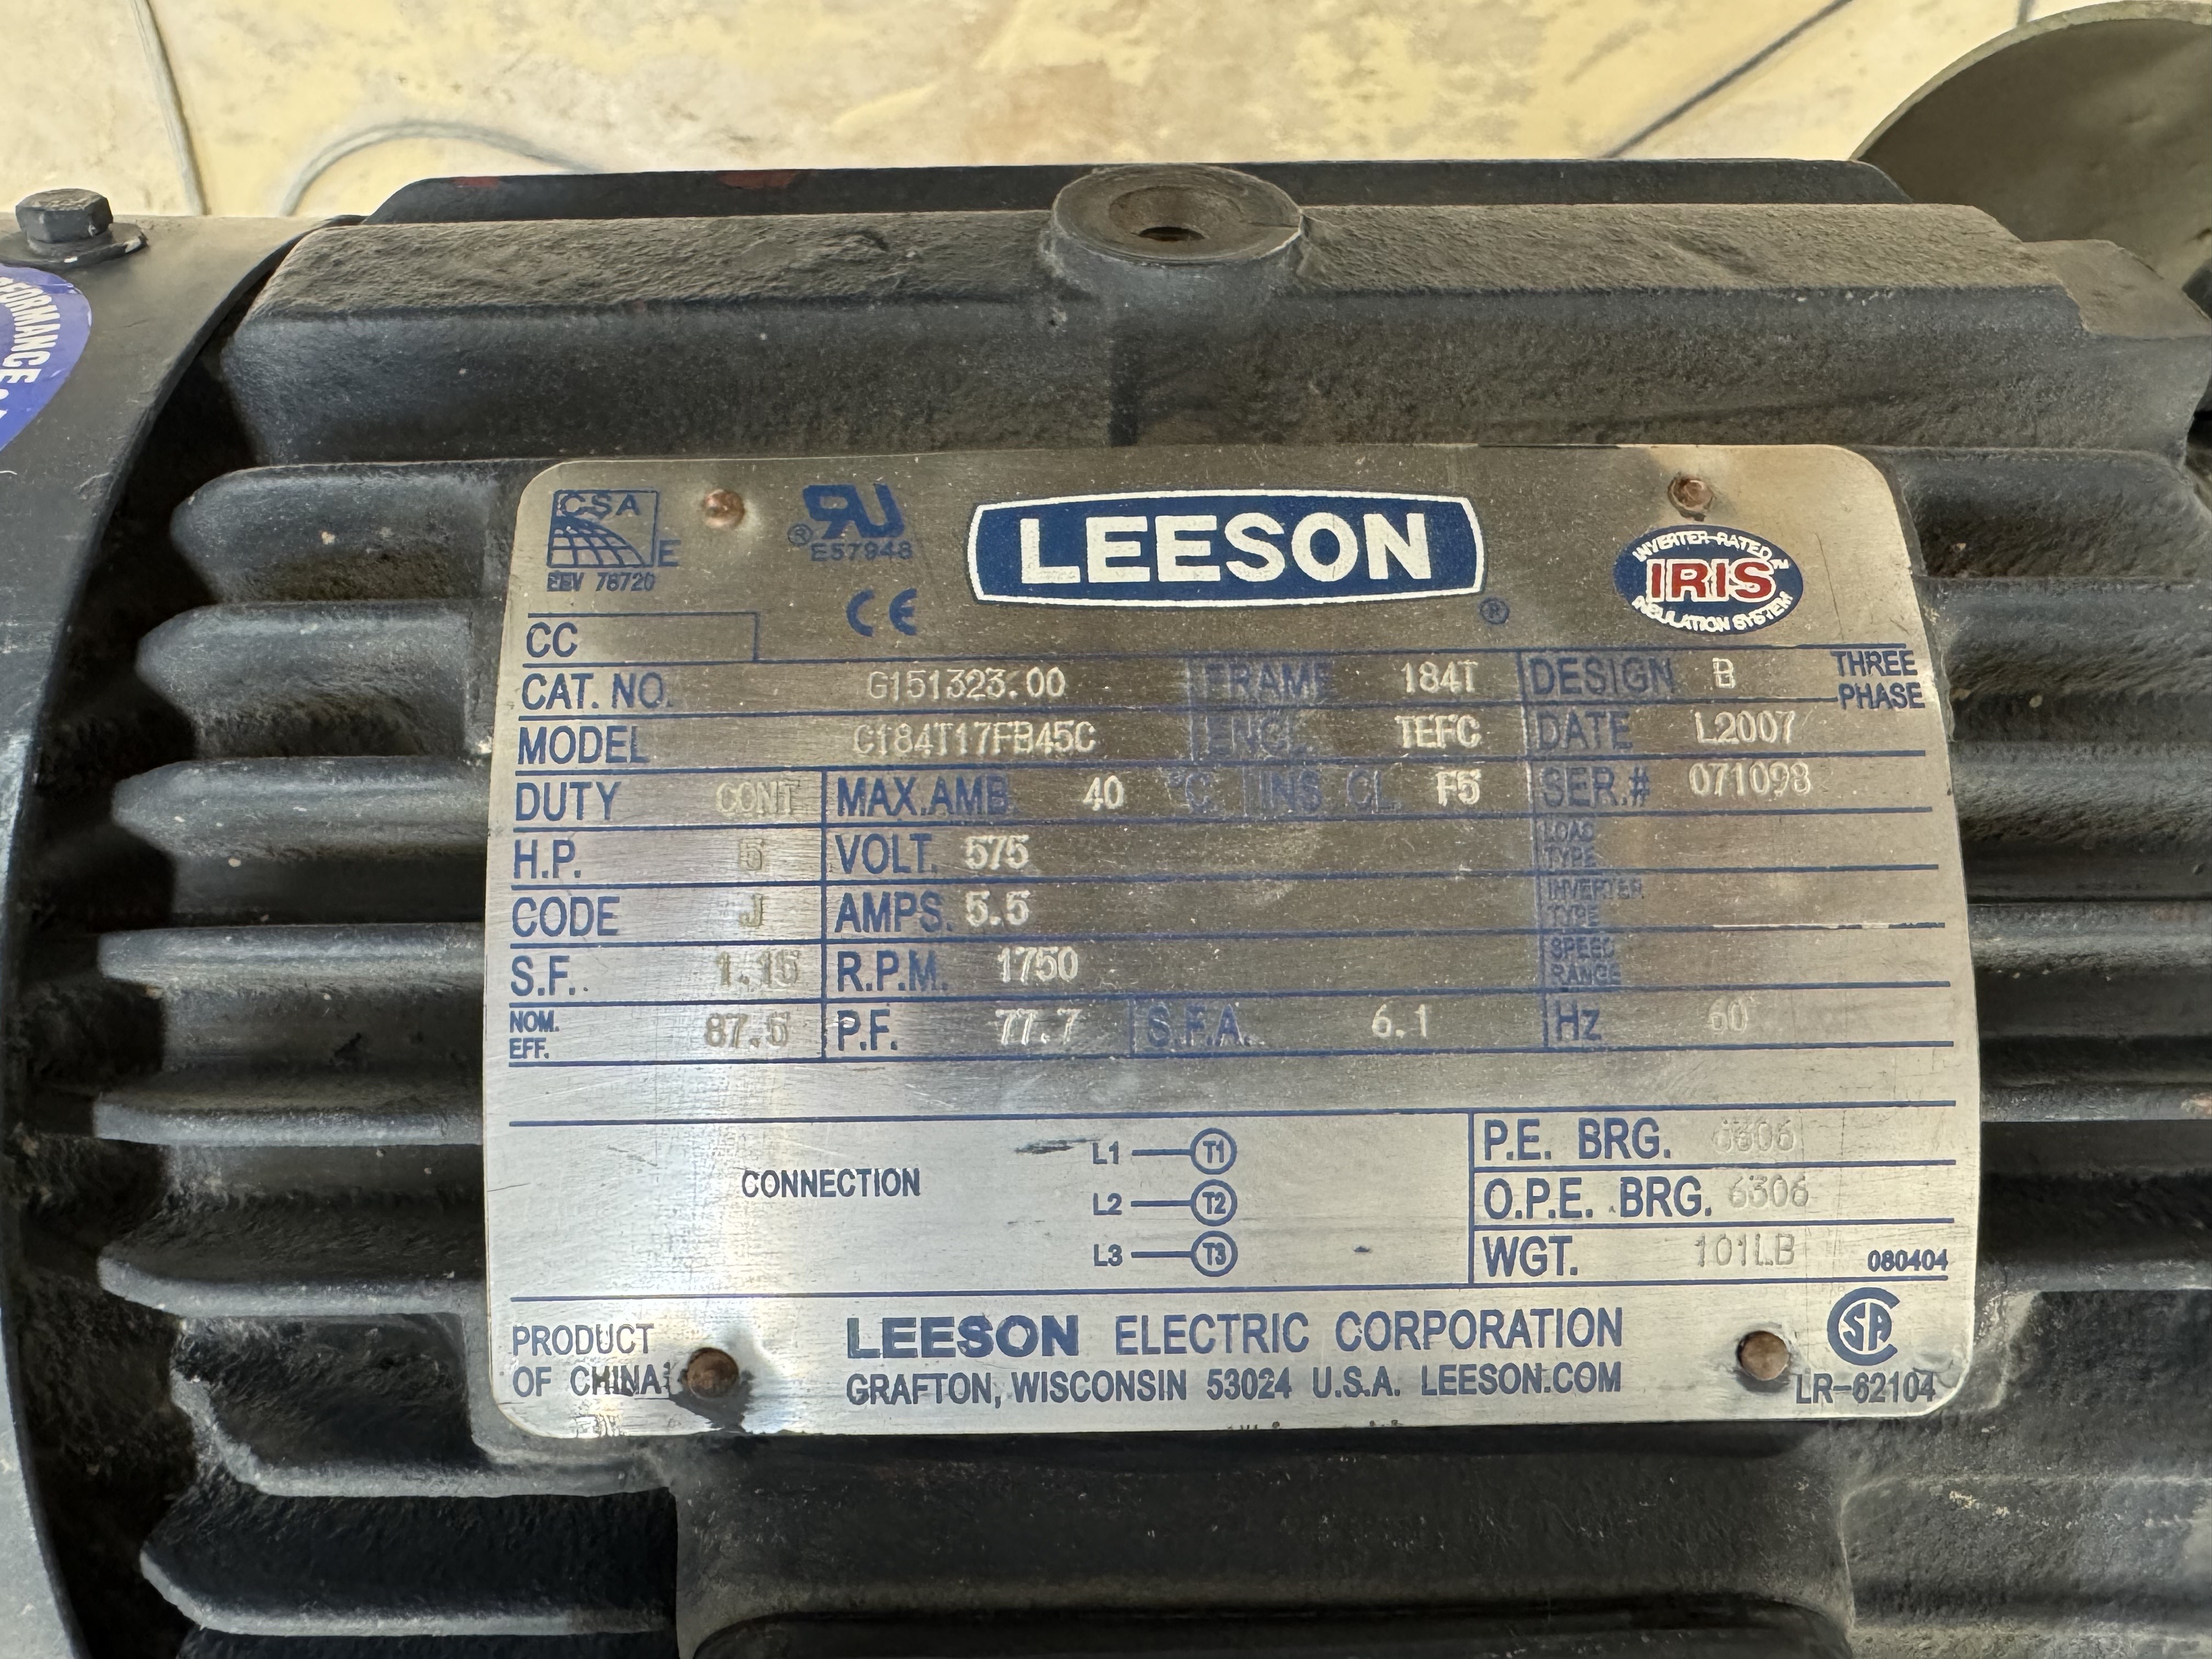 CSA
E
EEV 78720
RU
®
E57948
CE
LEESON
®
INVERTER-RATED
IRIS™
INSULATION SYSTEM
CC
CAT. NO. G151323.00 FRAME 184T DESIGN B THREE PHASE
MODEL C184T17FB45C ENCL. TEFC DATE L2007
DUTY CONT MAX.AMB 40 °C INS CL. F5 SER.# 071098
H.P. 5 VOLT. 575 LOAD TYPE
CODE J AMPS. 5.5 INVERTER TYPE
S.F. 1.15 R.P.M. 1750 SPEED RANGE
NOM. EFF. 87.5 P.F. 77.7 S.F.A. 6.1 Hz 60
CONNECTION
L1 T1
L2 T2
L3 T3
P.E. BRG. 6306
O.P.E. BRG. 6306
WGT. 101LB 080404
PRODUCT
OF CHINA
LEESON ELECTRIC CORPORATION
GRAFTON, WISCONSIN 53024 U.S.A. LEESON.COM
SA
LR-62104